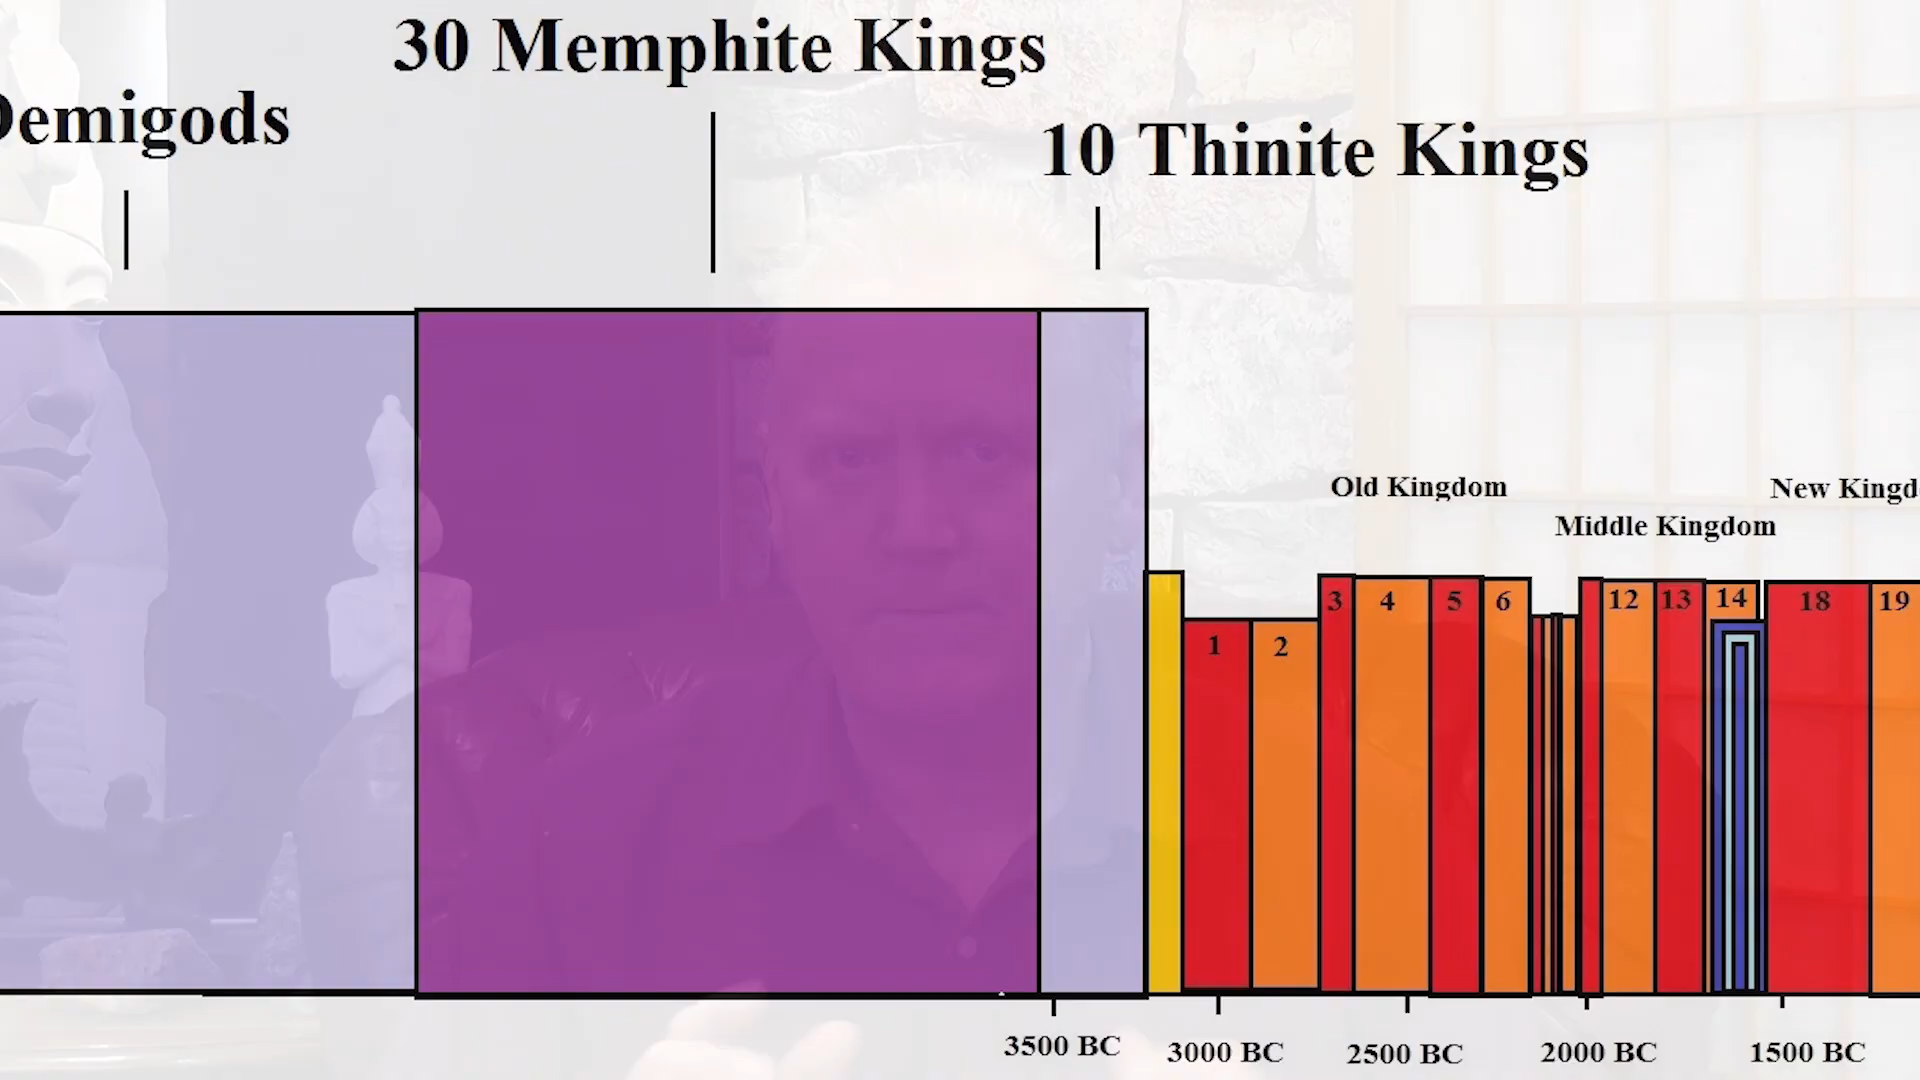 30 Memphite Kings
Demigods
10 Thinite Kings
Old Kingdom
New Kingd
Middle Kingdom
1
2
3
4
5
6
12
13
14
18
19
3500 BC
3000 BC
2500 BC
2000 BC
1500 BC